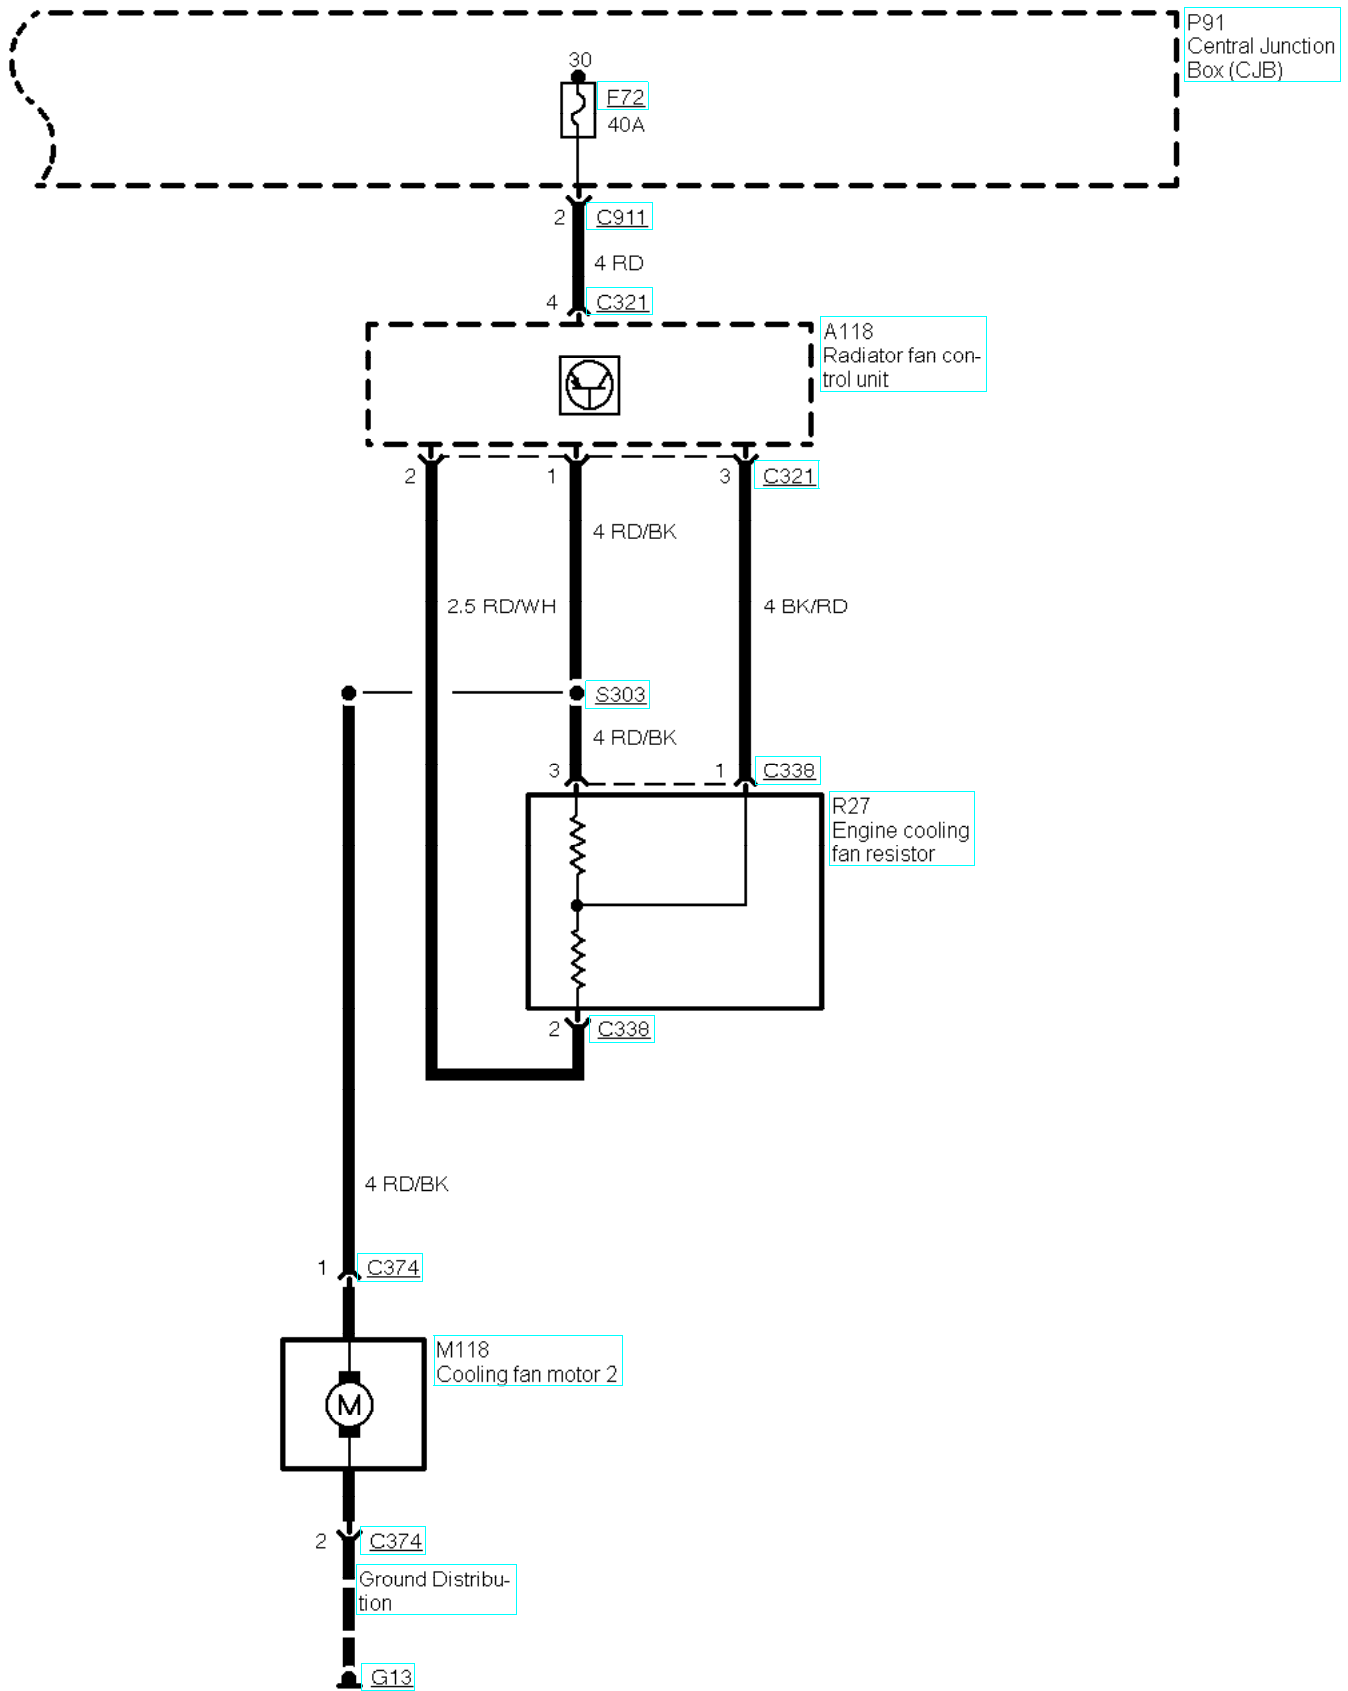 P91
Central Junction
Box (CJB)
30
F72
40A
2
C911
4 RD
4
C321
A118
Radiator fan con-
trol unit
2
1
3
C321
4 RD/BK
2.5 RD/WH
4 BK/RD
S303
4 RD/BK
3
1
C338
R27
Engine cooling
fan resistor
2
C338
4 RD/BK
1
C374
M118
Cooling fan motor 2
M
2
C374
Ground Distribu-
tion
G13